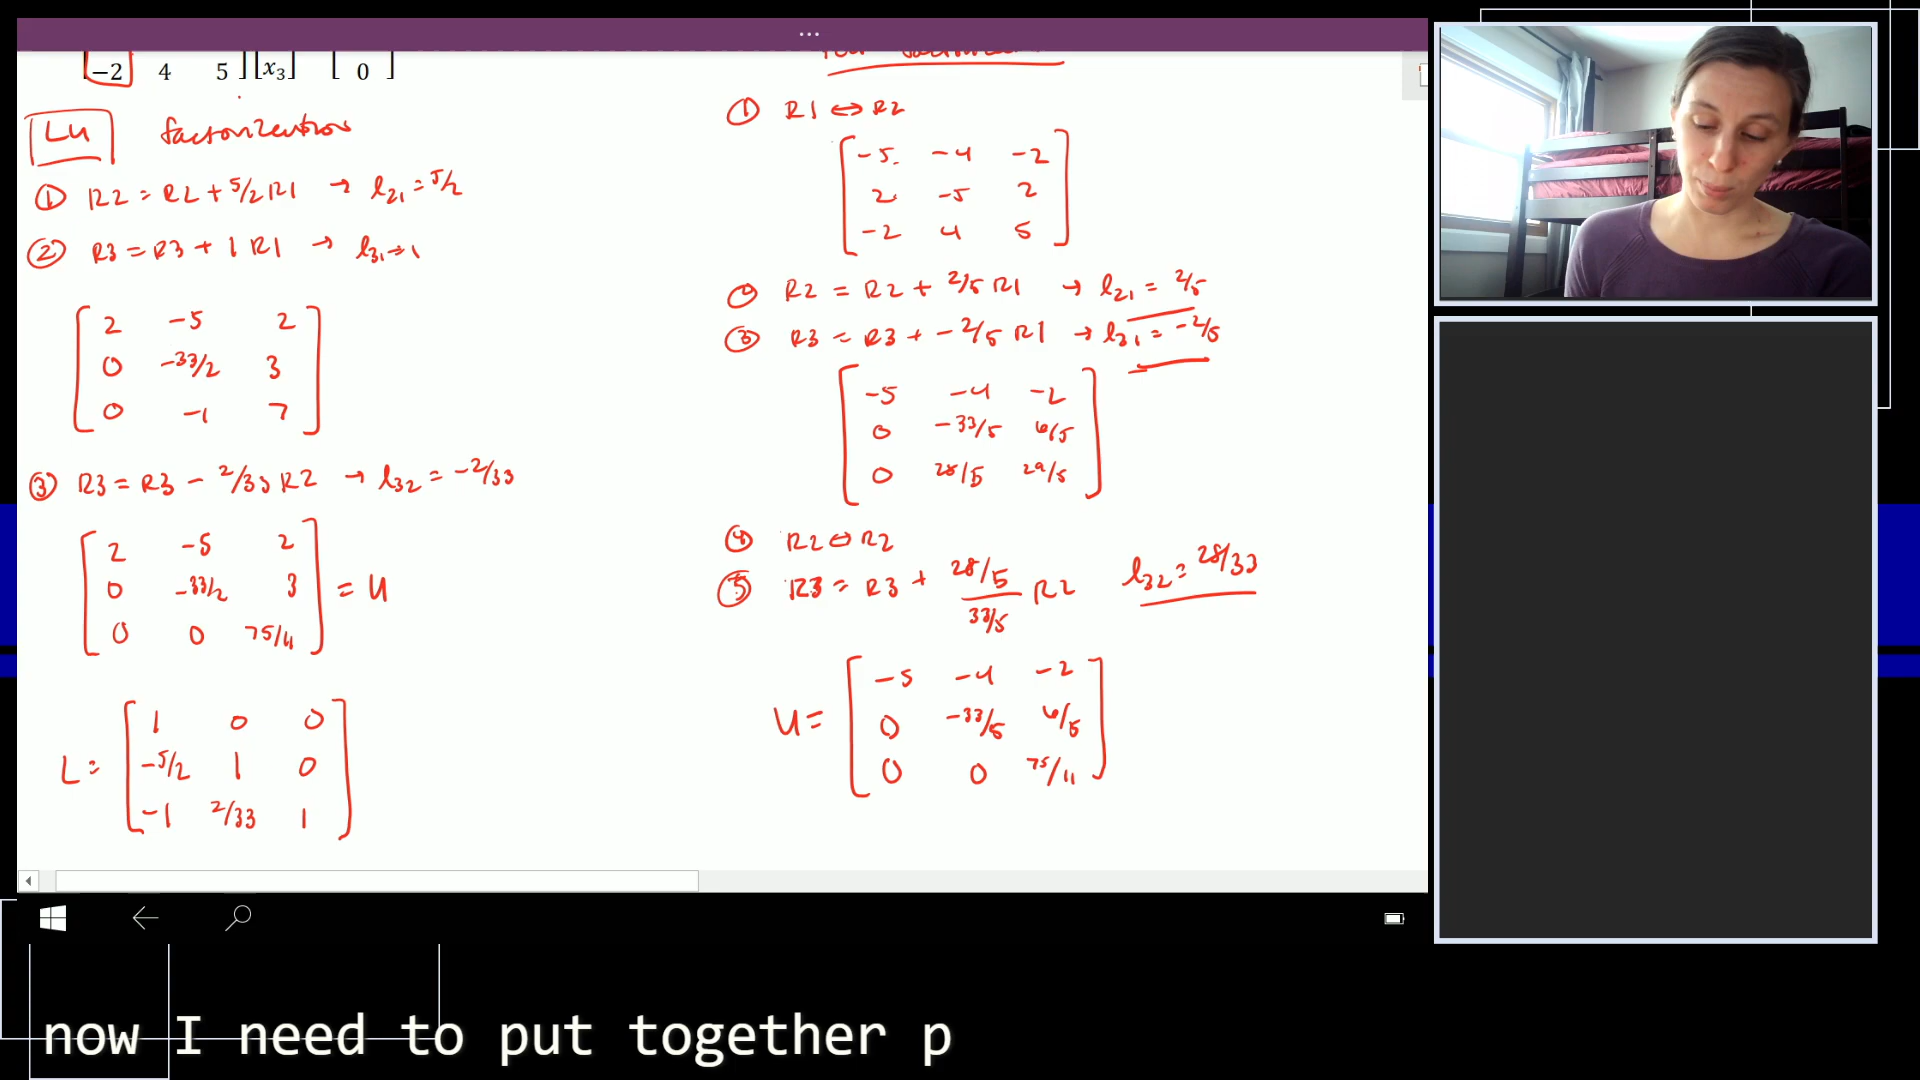 ...
−2 4 5 x₃ 0
LU factorization
① R2 = R2 + 5/2 R1 → l₂₁ = 5/2
② R3 = R3 + 1 R1 → l₃₁ → 1
2 -5 2
0 -33/2 3
0 -1 7
③ R3 = R3 - 2/33 R2 → l₃₂ = -2/33
2 -5 2
0 -33/2 3 = U
0 0 75/11
L =
1 0 0
-5/2 1 0
-1 2/33 1
① R1 ⇔ R2
-5 -4 -2
2 -5 2
-2 4 5
② R2 = R2 + 2/5 R1 → l₂₁ = 2/5
③ R3 = R3 + -2/5 R1 → l₃₁ = -2/5
-5 -4 -2
0 -33/5 6/5
0 28/5 29/5
④ R2 ⇔ R2
⑤ R3 = R3 + 28/5 / 33/5 R2 l₃₂ = 28/33
U =
-5 -4 -2
0 -33/5 6/5
0 0 75/11
now I need to put together p